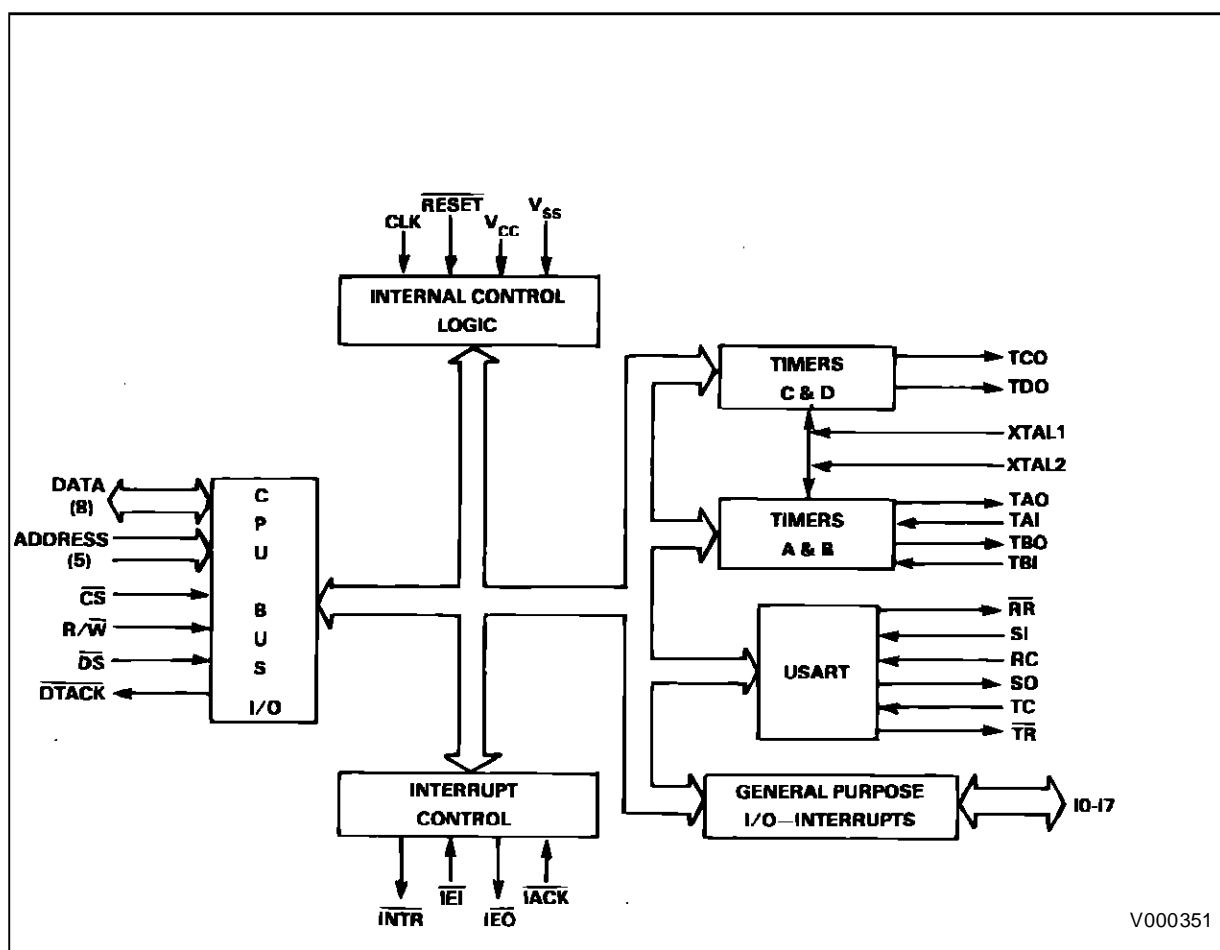 CLK
RESET
VCC
VSS
INTERNAL CONTROL
LOGIC
TIMERS
C & D
TCO
TDO
XTAL1
XTAL2
TIMERS
A & B
TAO
TAI
TBO
TBI
DATA
(8)
ADDRESS
(5)
CS
R/W
DS
DTACK
C
P
U
B
U
S
I/O
USART
RR
SI
RC
SO
TC
TR
INTERRUPT
CONTROL
INTR
IEI
IEO
IACK
GENERAL PURPOSE
I/O—INTERRUPTS
I0-I7
V000351